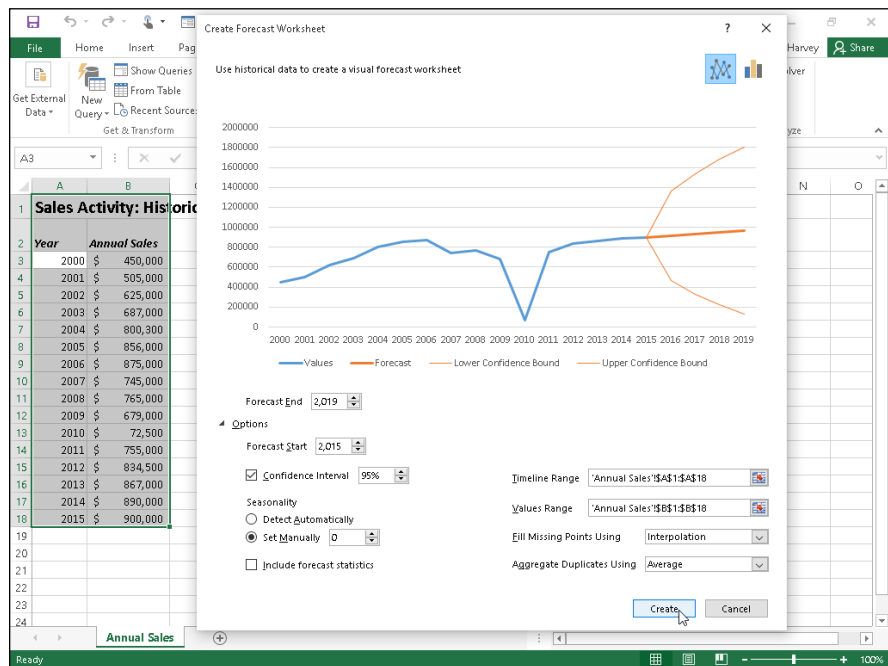 Create Forecast Worksheet
?
File Home Insert Pag
Harvey Share
Get External Data
New Query
Show Queries
From Table
Recent Source
Get & Transform
lver
yze
Use historical data to create a visual forecast worksheet
A3
A B
N O
1 Sales Activity: Historic
2 Year Annual Sales
3 2000 $ 450,000
4 2001 $ 505,000
5 2002 $ 625,000
6 2003 $ 687,000
7 2004 $ 800,300
8 2005 $ 856,000
9 2006 $ 875,000
10 2007 $ 745,000
11 2008 $ 765,000
12 2009 $ 679,000
13 2010 $ 72,500
14 2011 $ 755,000
15 2012 $ 834,500
16 2013 $ 867,000
17 2014 $ 890,000
18 2015 $ 900,000
19
20
21
22
23
24
2000000
1800000
1600000
1400000
1200000
1000000
800000
600000
400000
200000
0
2000 2001 2002 2003 2004 2005 2006 2007 2008 2009 2010 2011 2012 2013 2014 2015 2016 2017 2018 2019
Values Forecast Lower Confidence Bound Upper Confidence Bound
Forecast End 2,019
Options
Forecast Start 2,015
Confidence Interval 95%
Seasonality
Detect Automatically
Set Manually 0
Include forecast statistics
Timeline Range 'Annual Sales'!$A$1:$A$18
Values Range 'Annual Sales'!$B$1:$B$18
Fill Missing Points Using Interpolation
Aggregate Duplicates Using Average
Create Cancel
Annual Sales
Ready
100%